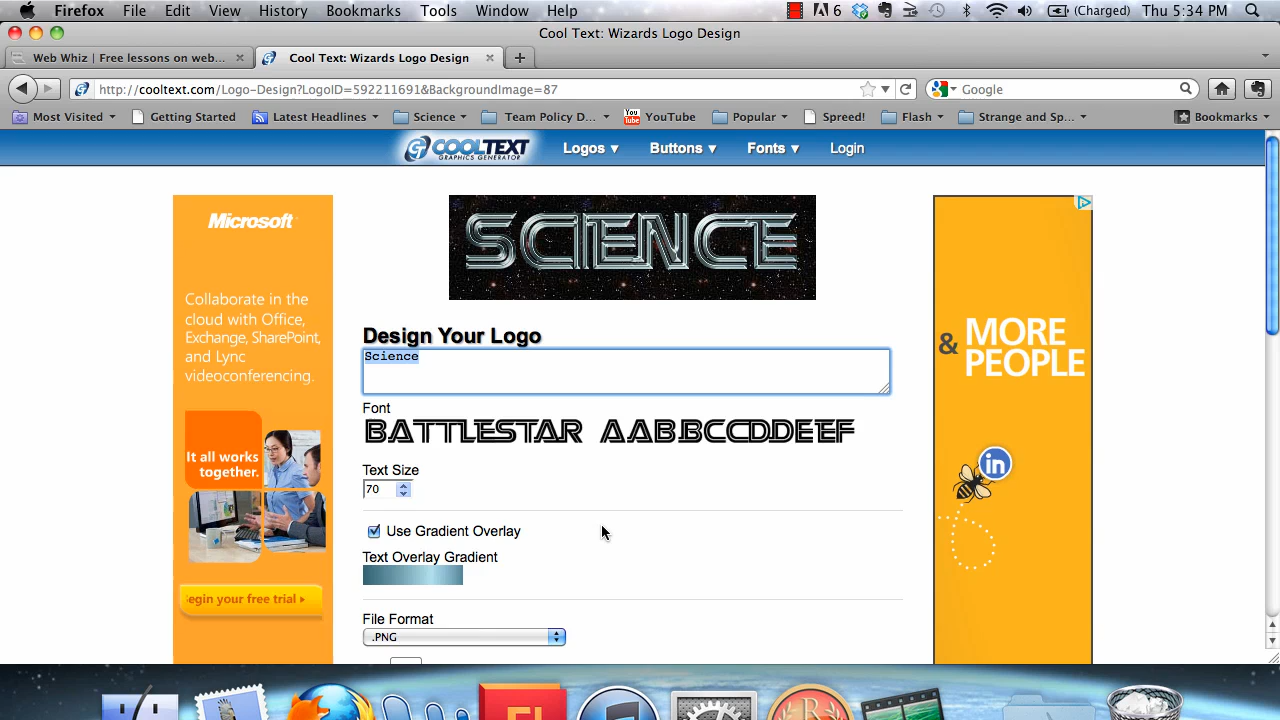 Firefox File Edit View History Bookmarks Tools Window Help 6 (Charged) Thu 5:34 PM
Cool Text: Wizards Logo Design
Web Whiz | Free lessons on web... Cool Text: Wizards Logo Design
http://cooltext.com/ -Design?LogoID=592211691&BackgroundImage=87 Google
Most Visited Getting Started Latest Headlines Science Team Policy D... YouTube Popular Spreed! Flash Strange and Sp... Bookmarks
COOLTEXT
GRAPHICS GENERATOR
Logos ▼ Buttons ▼ Fonts ▼ Login
Microsoft
Collaborate in the
cloud with Office,
Exchange, SharePoint,
and Lync
videoconferencing.
It all works
together.
egin your free trial
SCIENCE
Design Your Logo
Science
Font
BATTLESTAR AABBCCDDEEF
Text Size
70
Use Gradient Overlay
Text Overlay Gradient
File Format
.PNG
& MORE
PEOPLE
in